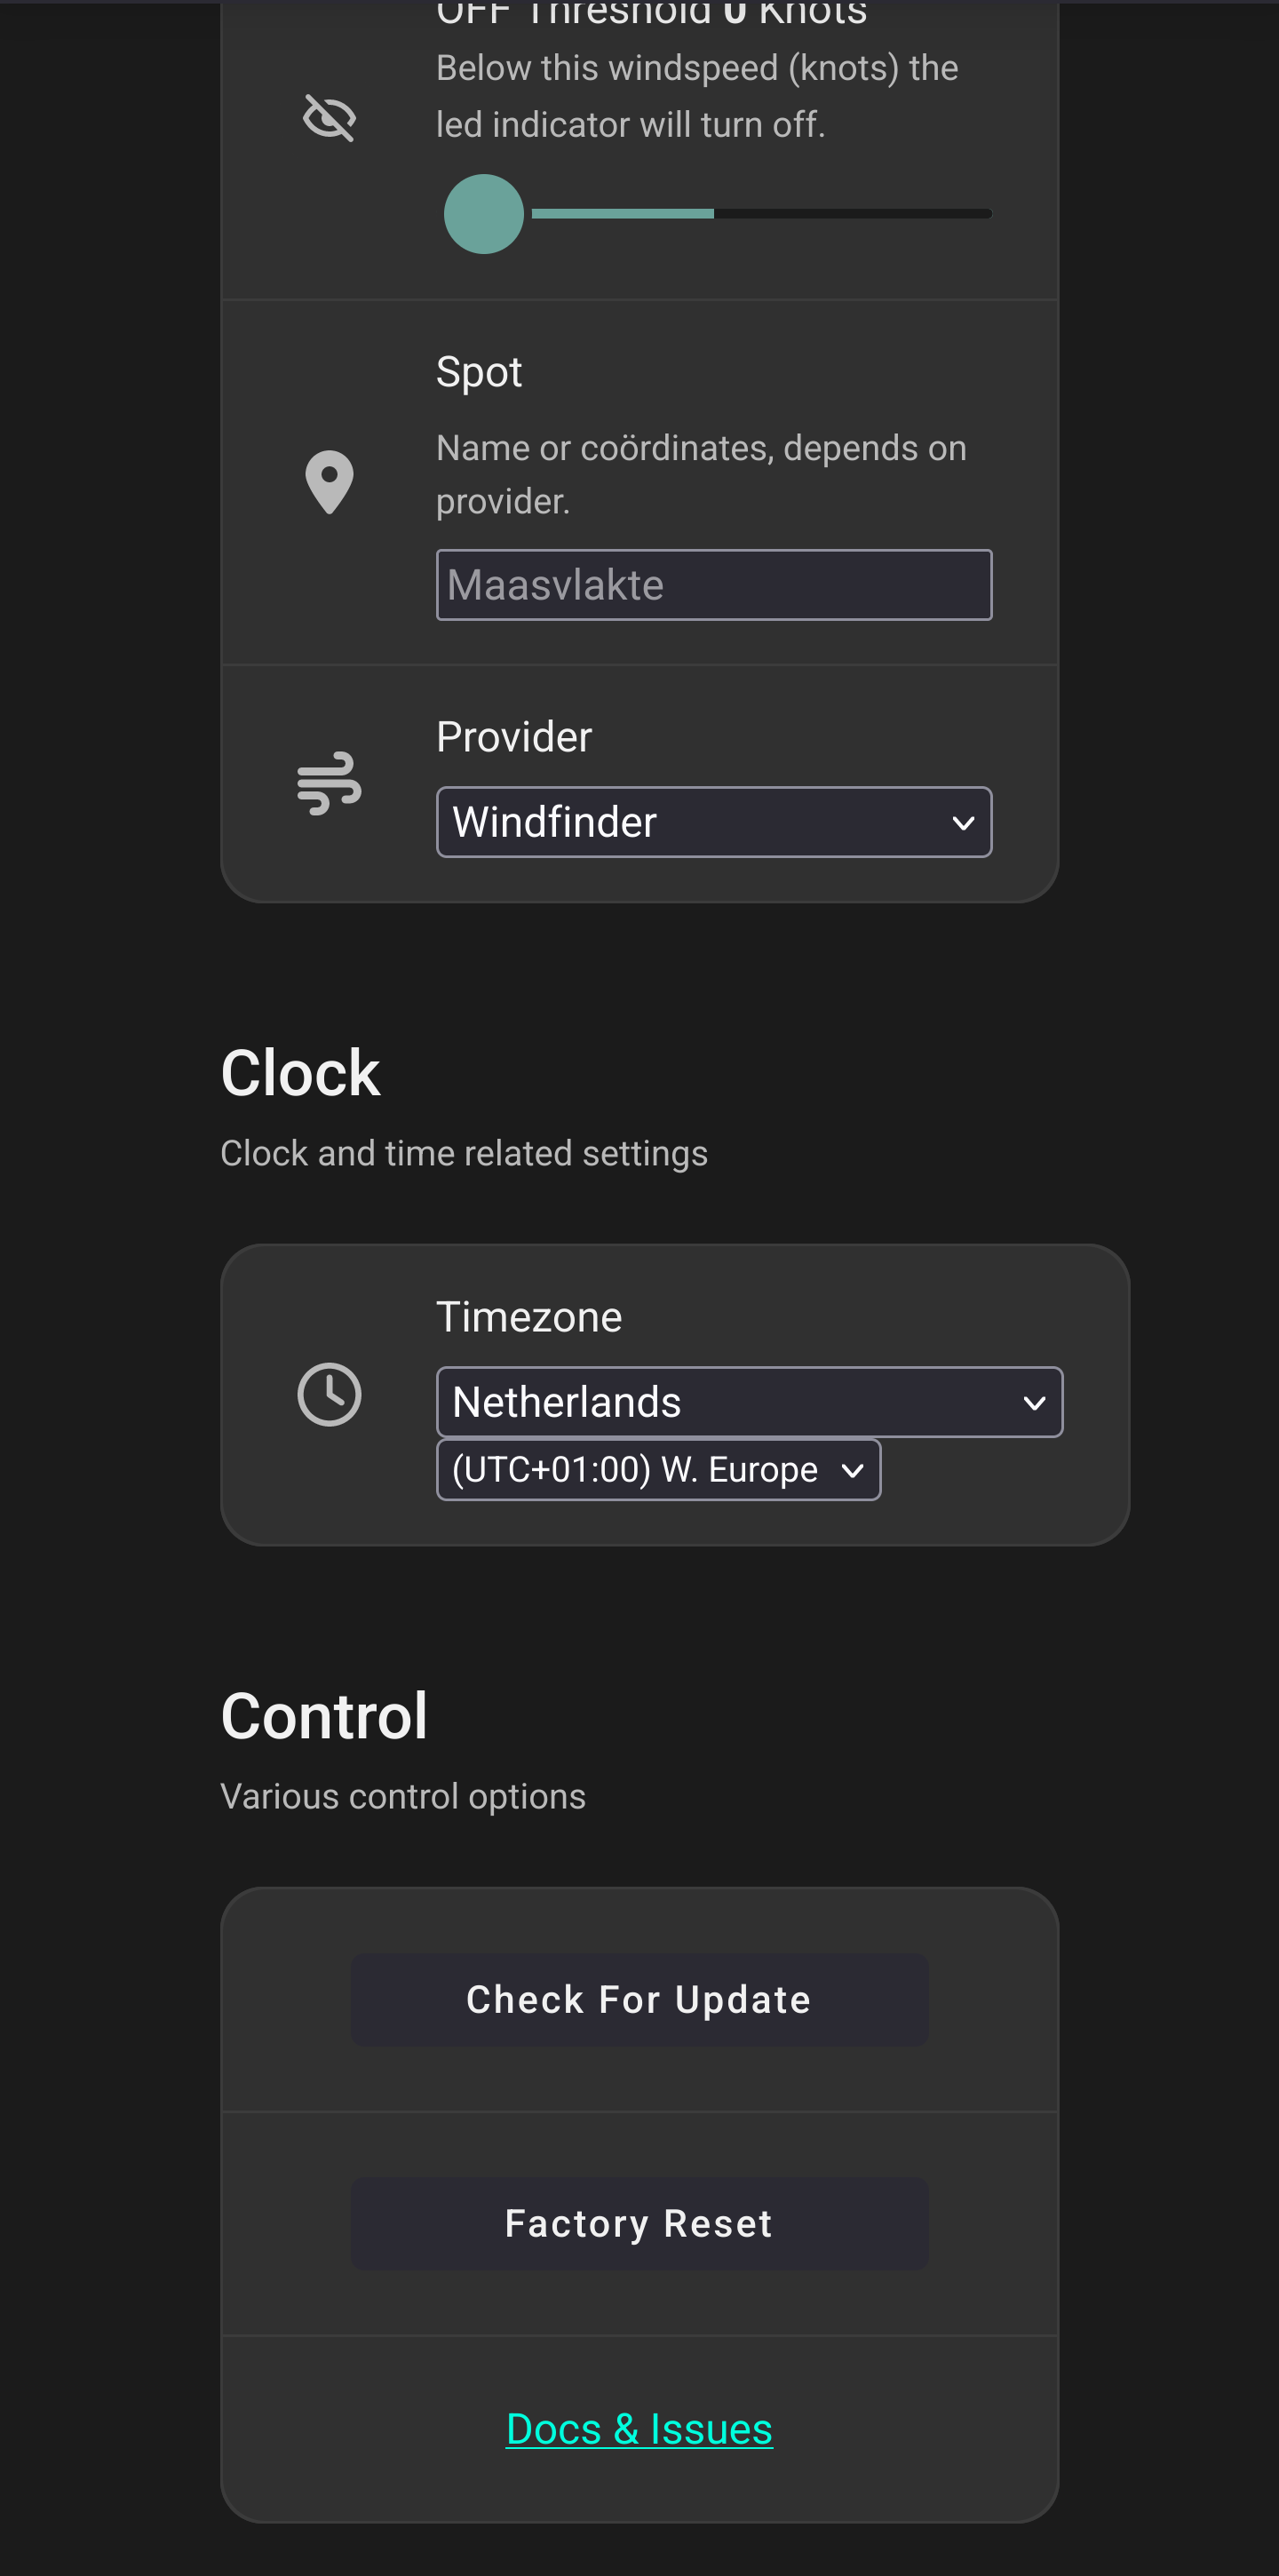 OFF Threshold 0 Knots
Below this windspeed (knots) the
led indicator will turn off.
Spot
Name or coördinates, depends on
provider.
Maasvlakte
Provider
Windfinder
Clock
Clock and time related settings
Timezone
Netherlands
(UTC+01:00) W. Europe
Control
Various control options
Check For Update
Factory Reset
Docs & Issues